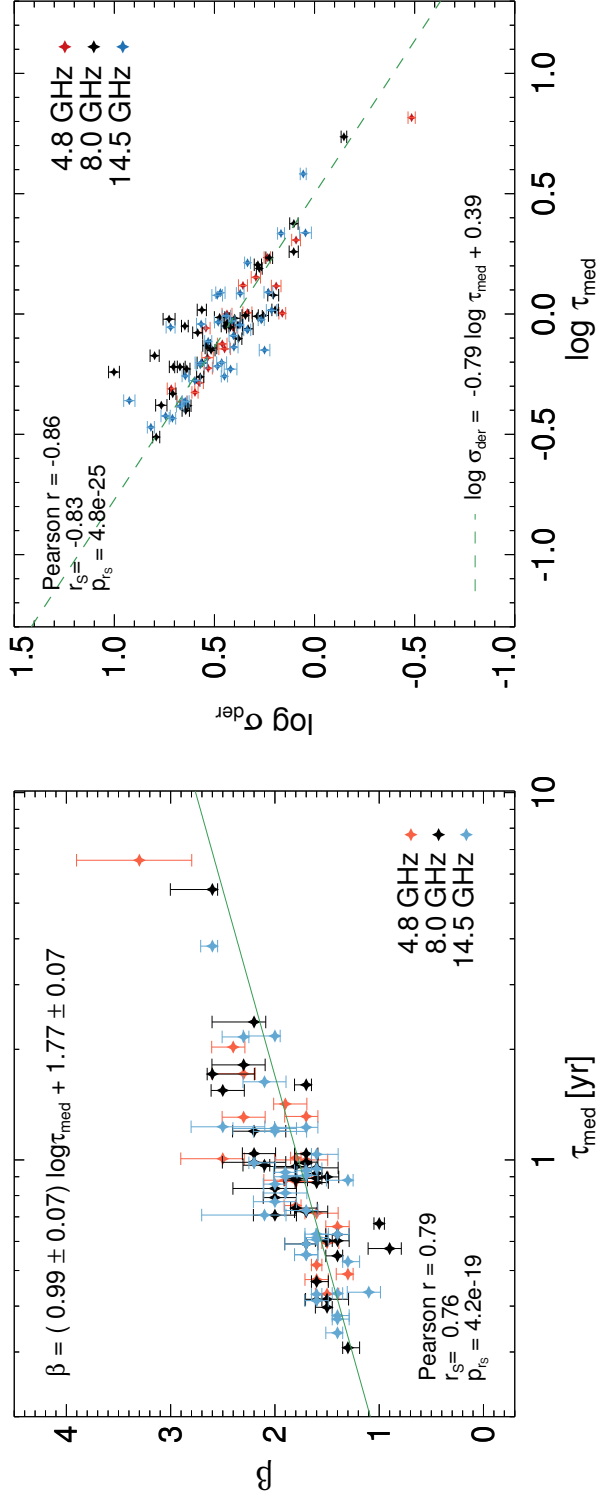 β = ( 0.99 ± 0.07) logτmed + 1.77 ± 0.07
4
3
2
1
0
β
4.8 GHz
8.0 GHz
14.5 GHz
Pearson r = 0.79
rS= 0.76
prS = 4.2e-19
1
10
τmed [yr]
Pearson r = -0.86
rS= -0.83
prS = 4.8e-25
4.8 GHz
8.0 GHz
14.5 GHz
1.5
1.0
0.5
0.0
-0.5
-1.0
log σder
log σder = -0.79 log τmed + 0.39
-1.0
-0.5
0.0
0.5
1.0
log τmed